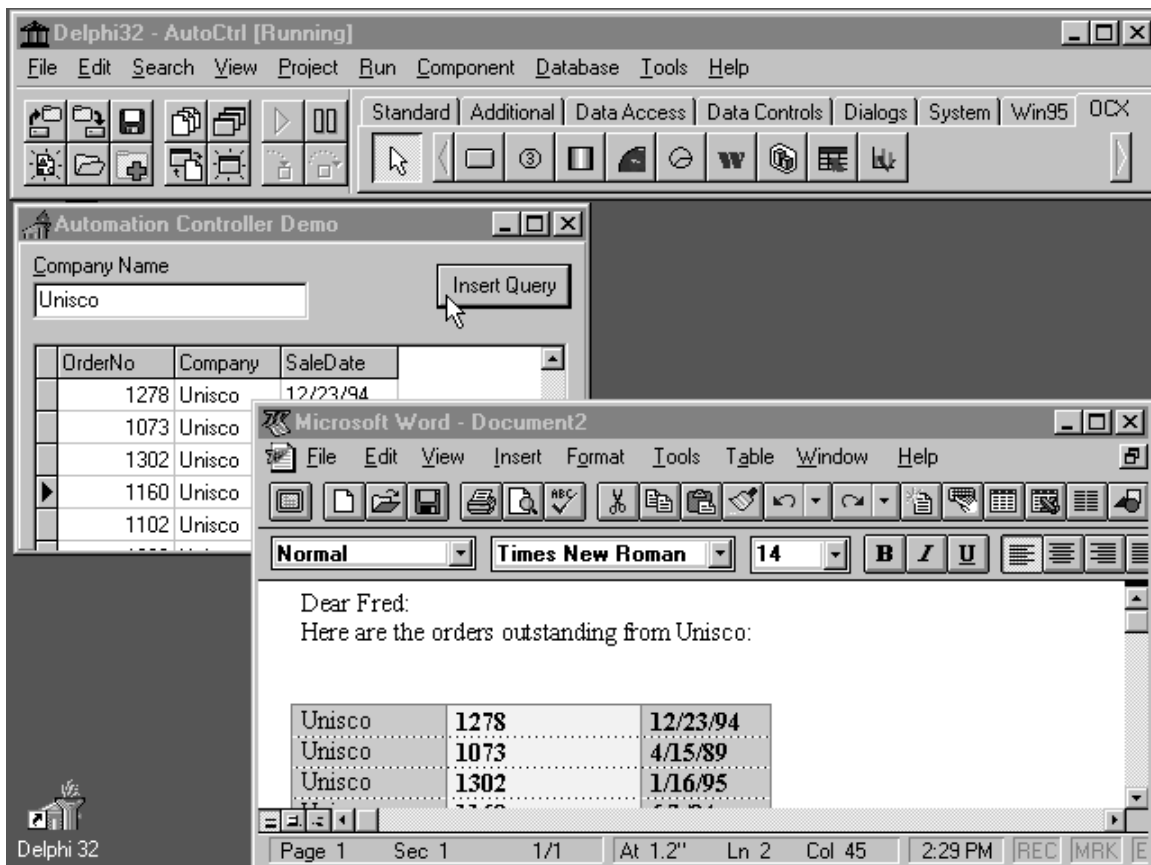 Delphi32 - AutoCtrl [Running]
File Edit Search View Project Run Component Database Tools Help
Standard Additional Data Access Data Controls Dialogs System Win95 OCX
Automation Controller Demo
Company Name
Unisco
Insert Query
OrderNo Company SaleDate
1278 Unisco 12/23/94
1073 Unisco
1302 Unisco
1160 Unisco
1102 Unisco
Microsoft Word - Document2
File Edit View Insert Format Tools Table Window Help
ABC
Normal Times New Roman 14 B I U
Dear Fred:
Here are the orders outstanding from Unisco:
Unisco 1278 12/23/94
Unisco 1073 4/15/89
Unisco 1302 1/16/95
Page 1 Sec 1 1/1 At 1.2" Ln 2 Col 45 2:29 PM REC MRK
Delphi 32